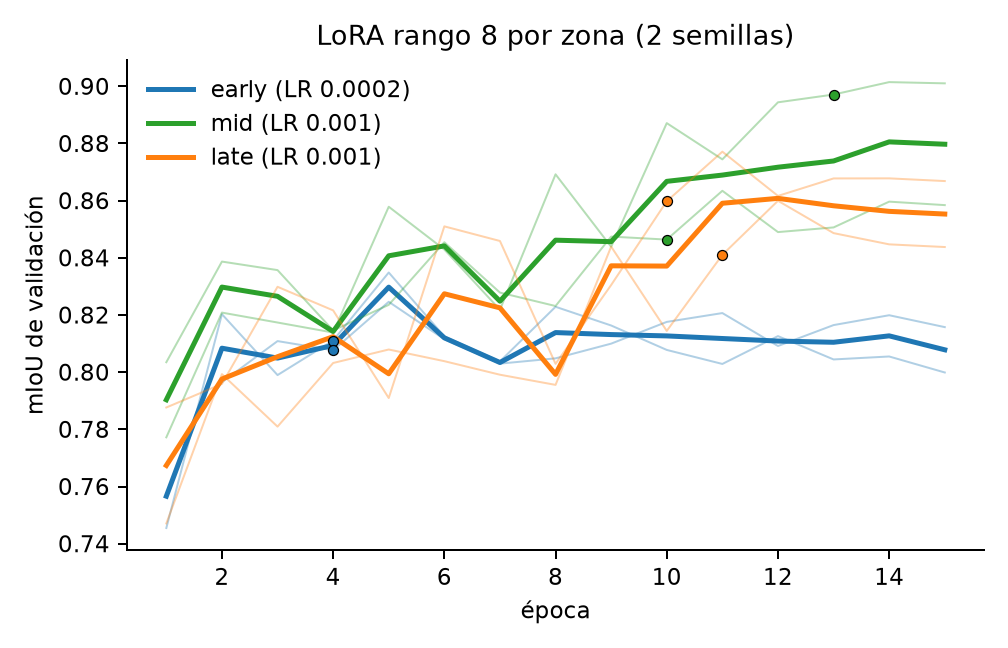 LoRA rango 8 por zona (2 semillas)
early (LR 0.0002)
mid (LR 0.001)
late (LR 0.001)
mIoU de validación
0.90
0.88
0.86
0.84
0.82
0.80
0.78
0.76
0.74
2 4 6 8 10 12 14
época